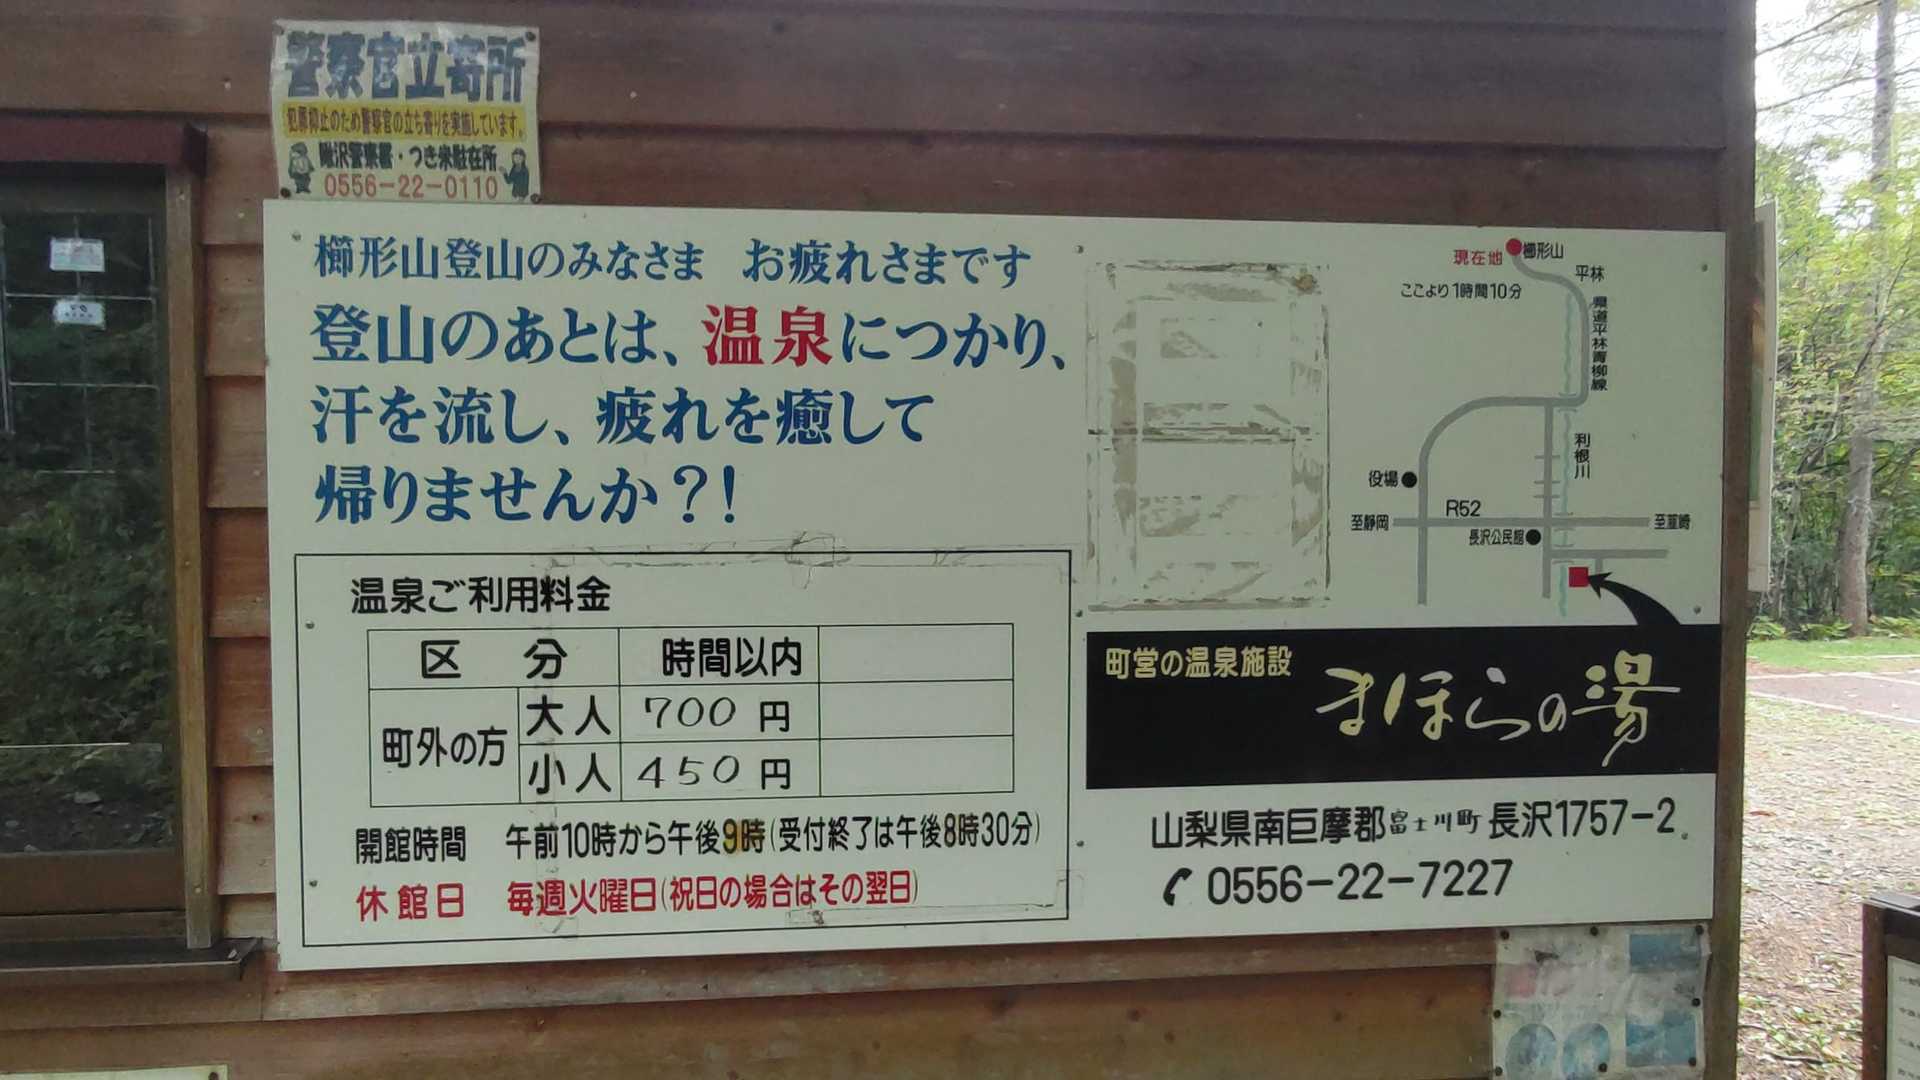 警察官立寄所
犯罪抑止のため警察官の立ち寄りを実施しています。
鰍沢警察署・つき米駐在所
0556-22-0110
櫛形山登山のみなさま お疲れさまです
登山のあとは、温泉につかり、
汗を流し、疲れを癒して
帰りませんか?!
温泉ご利用料金
区 分 時間以内
町外の方 大人 700 円
小人 450 円
開館時間 午前10時から午後9時(受付終了は午後8時30分)
休館日 毎週火曜日(祝日の場合はその翌日)
現在地 櫛形山
平林
ここより1時間10分
県道平林青柳線
利根川
役場
R52
至静岡
至韮崎
長沢公民館
町営の温泉施設 まほらの湯
山梨県南巨摩郡富士川町長沢1757-2
0556-22-7227